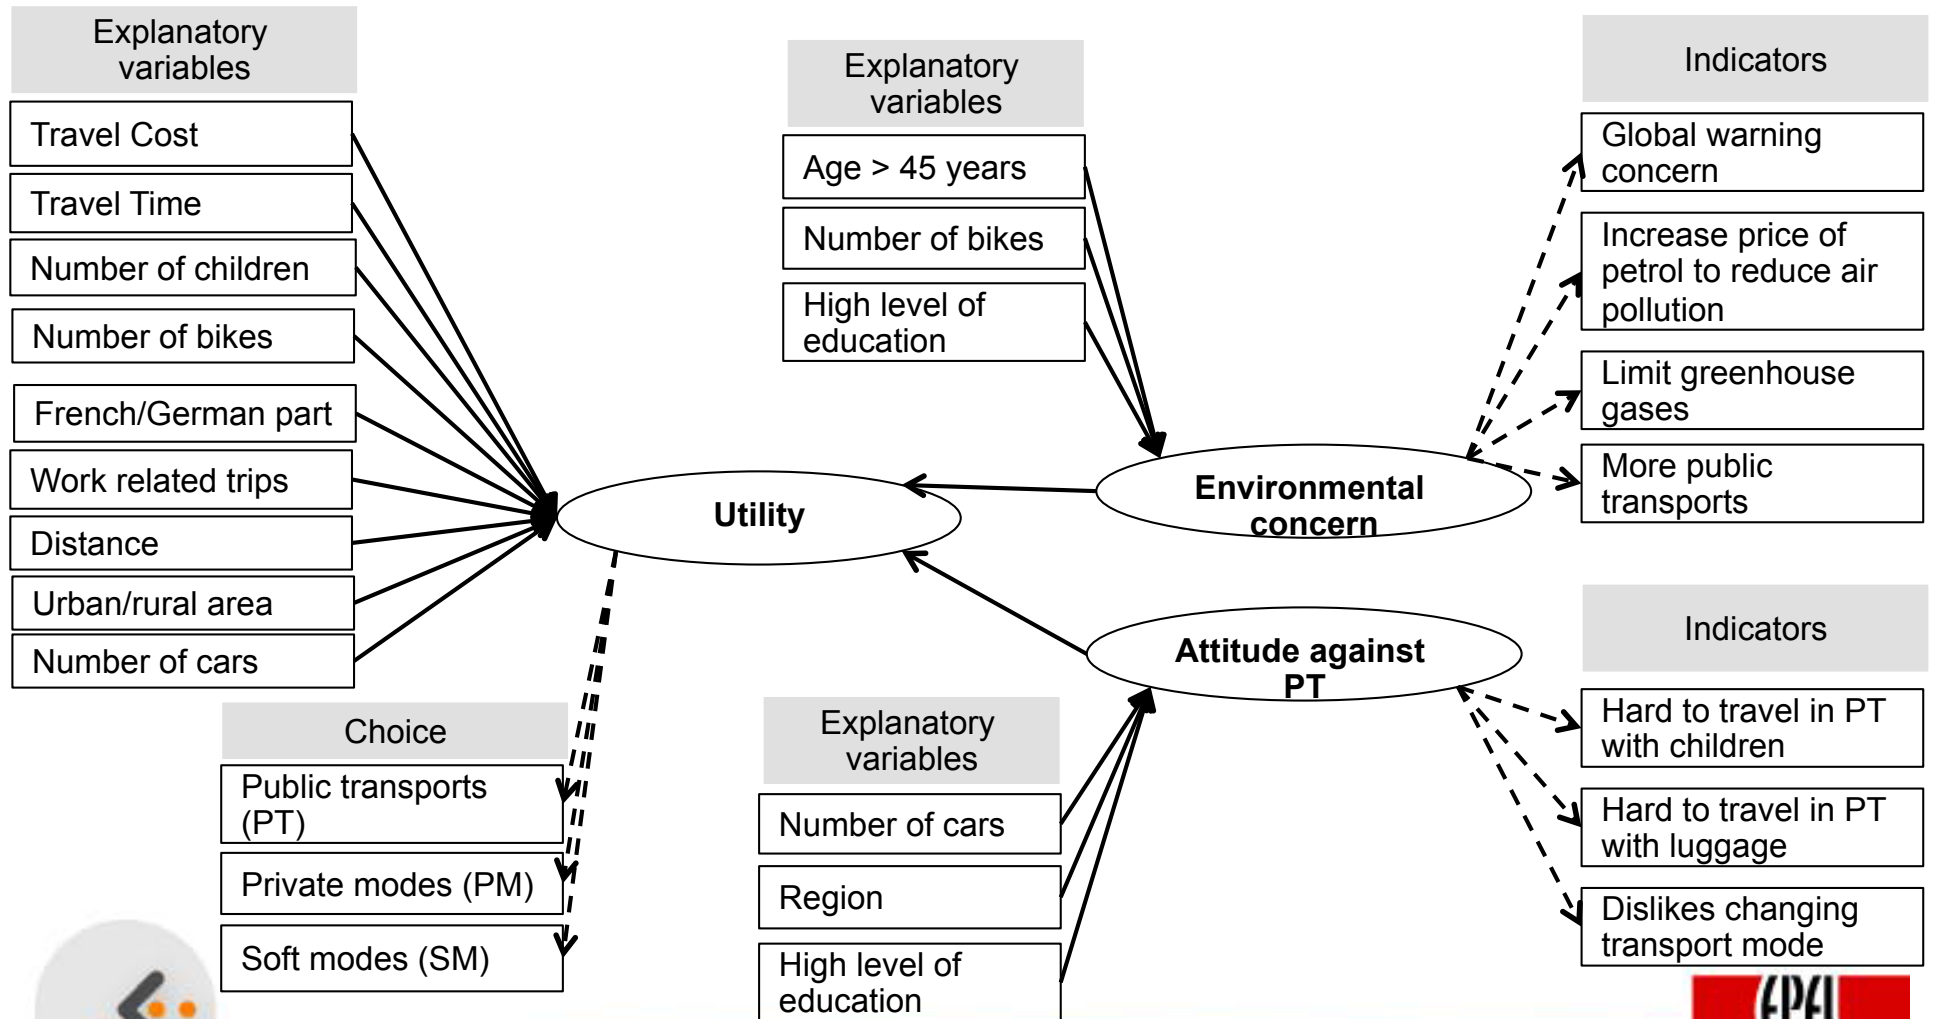 Explanatory
variables
Travel Cost
Travel Time
Number of children
Number of bikes
French/German part
Work related trips
Distance
Urban/rural area
Number of cars
Choice
Public transports
(PT)
Private modes (PM)
Soft modes (SM)
Utility
Explanatory
variables
Age > 45 years
Number of bikes
High level of
education
Environmental
concern
Attitude against
PT
Explanatory
variables
Number of cars
Region
High level of
education
Indicators
Global warning
concern
Increase price of
petrol to reduce air
pollution
Limit greenhouse
gases
More public
transports
Indicators
Hard to travel in PT
with children
Hard to travel in PT
with luggage
Dislikes changing
transport mode
EPFL